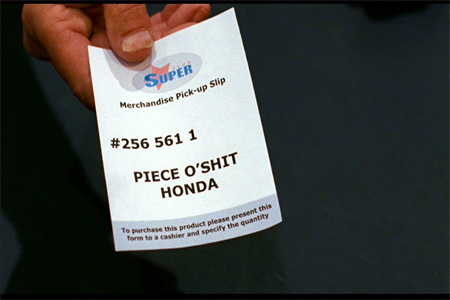 SUPER
Merchandise Pick-up Slip
#256 561 1
PIECE O'SHIT
HONDA
To purchase this product please present this
form to a cashier and specify the quantity